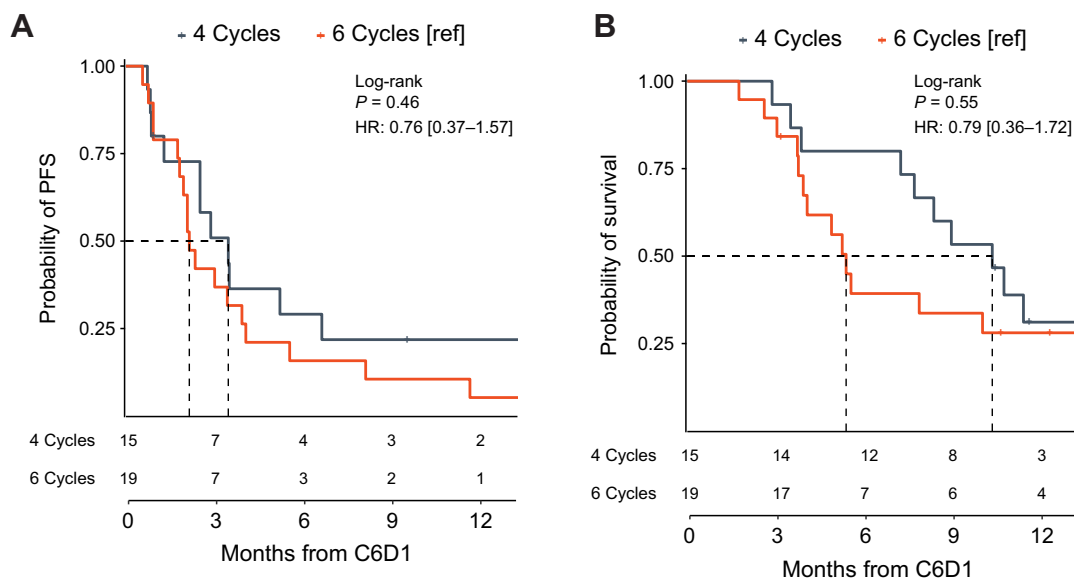 A
4 Cycles 6 Cycles [ref]
Log-rank
P = 0.46
HR: 0.76 [0.37–1.57]
Probability of PFS
1.00
0.75
0.50
0.25
4 Cycles 15 7 4 3 2
6 Cycles 19 7 3 2 1
0 3 6 9 12
Months from C6D1
B
4 Cycles 6 Cycles [ref]
Log-rank
P = 0.55
HR: 0.79 [0.36–1.72]
Probability of survival
1.00
0.75
0.50
0.25
4 Cycles 15 14 12 8 3
6 Cycles 19 17 7 6 4
0 3 6 9 12
Months from C6D1